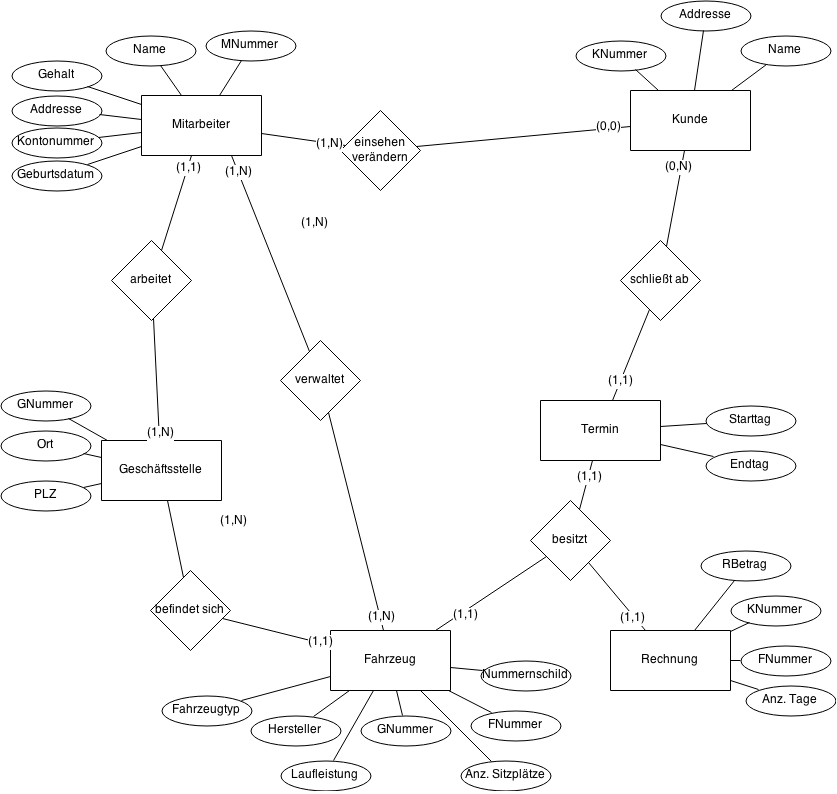 Addresse
Name
MNummer
KNummer
Name
Gehalt
Addresse
Mitarbeiter
Kunde
(1,N)
einsehen
verändern
(0,0)
Kontonummer
Geburtsdatum
(1,1)
(1,N)
(0,N)
(1,N)
arbeitet
schließt ab
verwaltet
(1,1)
GNummer
Ort
PLZ
(1,N)
Geschäftsstelle
Termin
Starttag
Endtag
(1,1)
(1,N)
besitzt
RBetrag
befindet sich
(1,N)
(1,1)
(1,1)
KNummer
(1,1)
Fahrzeug
Rechnung
FNummer
Nummernschild
Anz. Tage
Fahrzeugtyp
Hersteller
GNummer
FNummer
Laufleistung
Anz. Sitzplätze